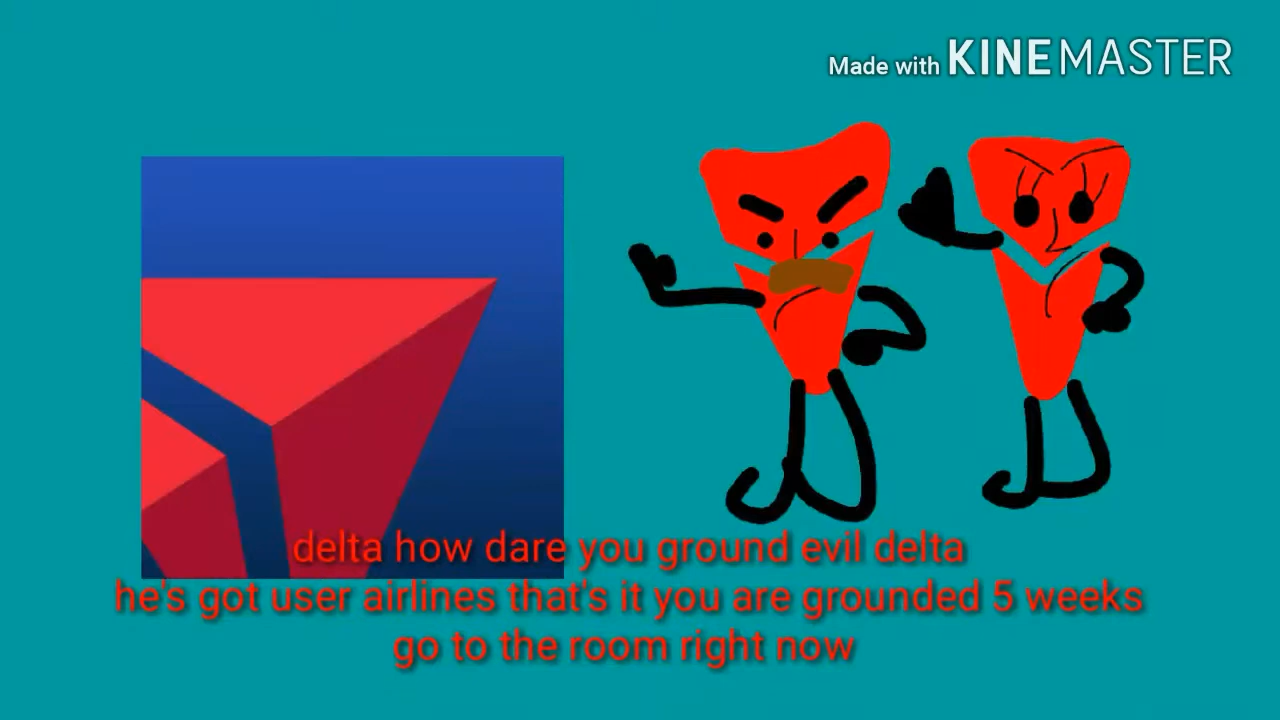 Made with KINEMASTER
delta how dare you ground evil delta
he's got user airlines that's it you are grounded 5 weeks
go to the room right now